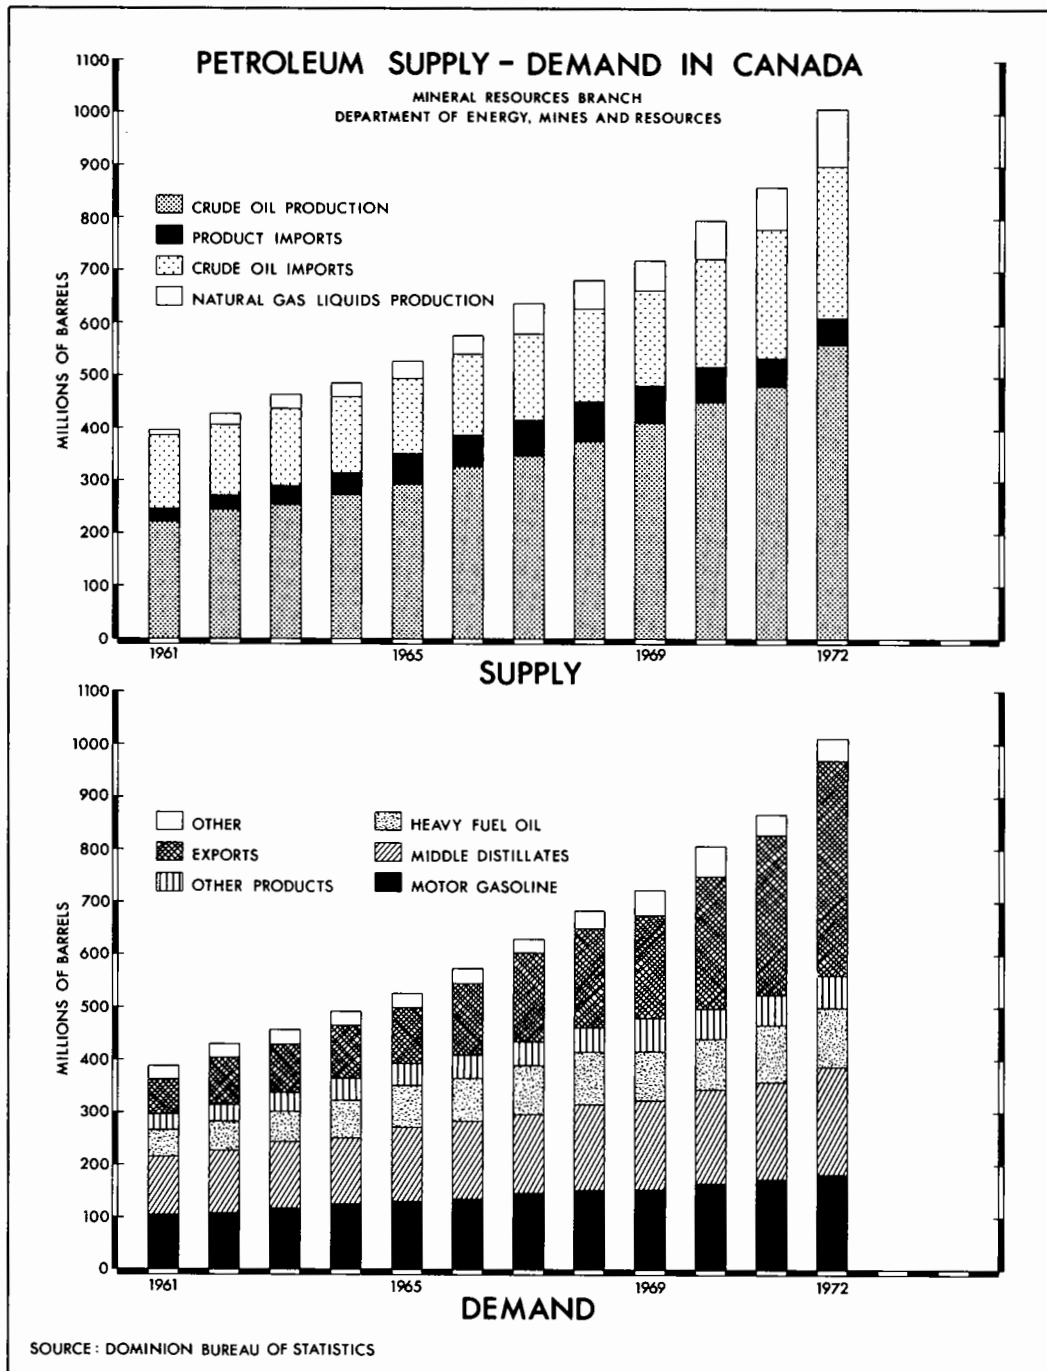 PETROLEUM SUPPLY - DEMAND IN CANADA
MINERAL RESOURCES BRANCH
DEPARTMENT OF ENERGY, MINES AND RESOURCES
1100
1000
900
800
700
600
500
400
300
200
100
0
MILLIONS OF BARRELS
CRUDE OIL PRODUCTION
PRODUCT IMPORTS
CRUDE OIL IMPORTS
NATURAL GAS LIQUIDS PRODUCTION
1961 1965 1969 1972
SUPPLY
1100
1000
900
800
700
600
500
400
300
200
100
0
MILLIONS OF BARRELS
OTHER HEAVY FUEL OIL
EXPORTS MIDDLE DISTILLATES
OTHER PRODUCTS MOTOR GASOLINE
1961 1965 1969 1972
DEMAND
SOURCE: DOMINION BUREAU OF STATISTICS